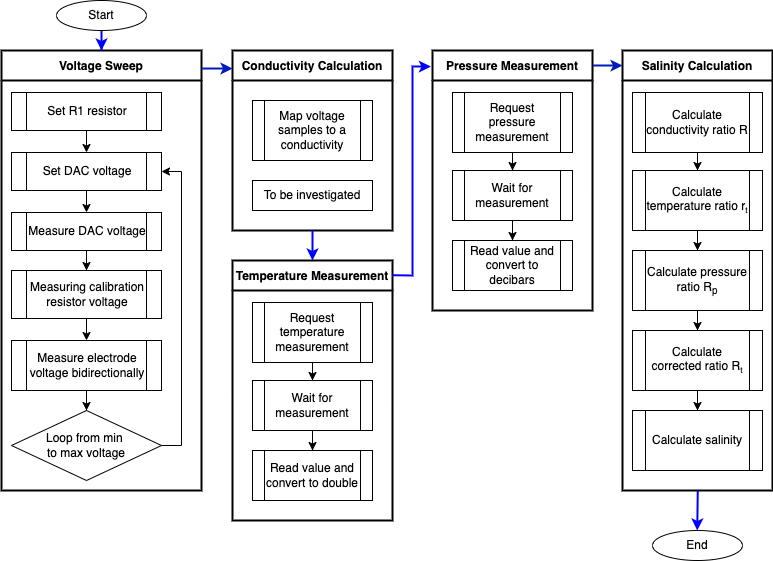 Start
Voltage Sweep
Set R1 resistor
Set DAC voltage
Measure DAC voltage
Measuring calibration
resistor voltage
Measure electrode
voltage bidirectionally
Loop from min
to max voltage
Conductivity Calculation
Map voltage
samples to a
conductivity
To be investigated
Temperature Measurement
Request
temperature
measurement
Wait for
measurement
Read value and
convert to double
Pressure Measurement
Request
pressure
measurement
Wait for
measurement
Read value and
convert to
decibars
Salinity Calculation
Calculate
conductivity ratio R
Calculate
temperature ratio rt
Calculate pressure
ratio Rp
Calculate
corrected ratio Rt
Calculate salinity
End